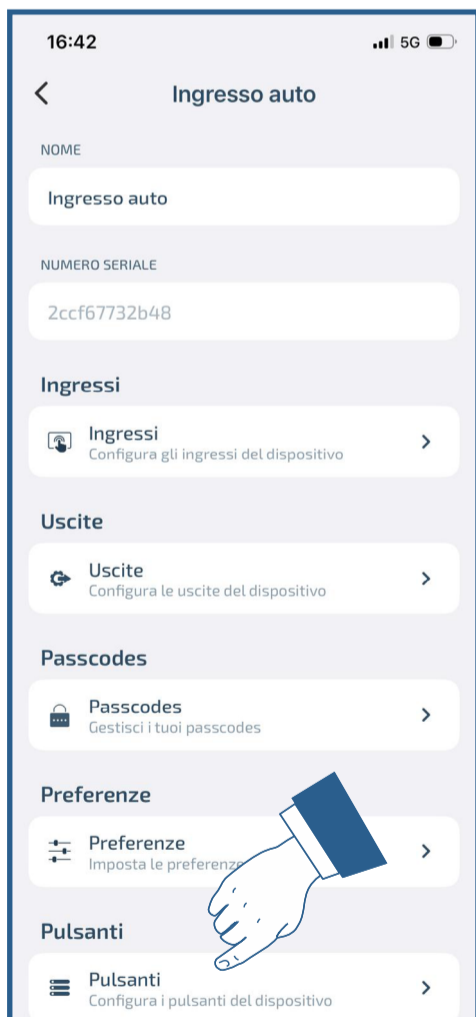 16:42
5G
Ingresso auto
NOME
Ingresso auto
NUMERO SERIALE
2ccf67732b48
Ingressi
Ingressi
Configura gli ingressi del dispositivo
Uscite
Uscite
Configura le uscite del dispositivo
Passcodes
Passcodes
Gestisci i tuoi passcodes
Preferenze
Preferenze
Imposta le preferenze
Pulsanti
Pulsanti
Configura i pulsanti del dispositivo